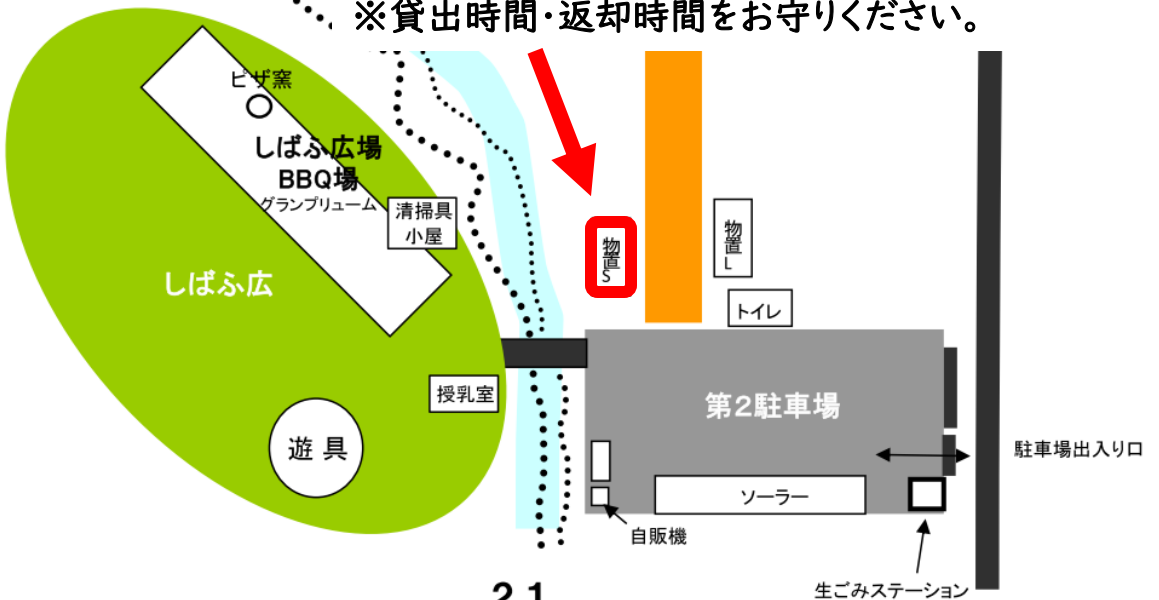 ※貸出時間・返却時間をお守りください。
ピザ窯
しばふ広場
BBQ場
グランプリューム
清掃具
小屋
物置S
物置L
トイレ
しばふ広
授乳室
第2駐車場
遊 具
駐車場出入り口
ソーラー
自販機
生ごみステーション
21